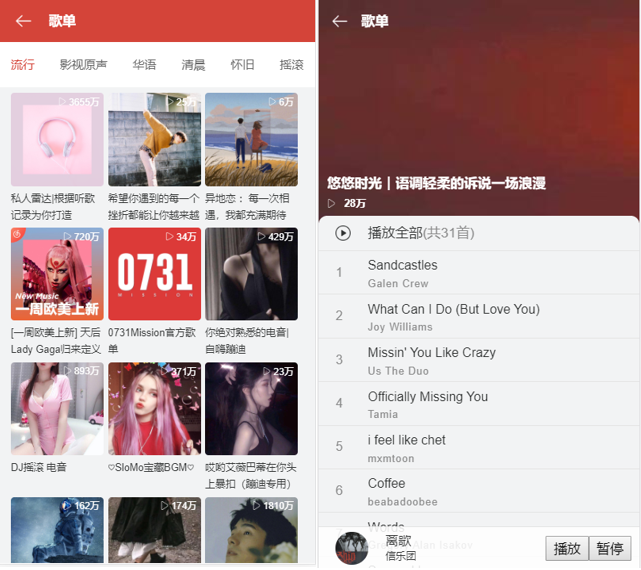 歌单
流行 影视原声 华语 清晨 怀旧 摇滚
3655万 25万 6万
私人雷达|根据听歌
记录为你打造
希望你遇到的每一个
挫折都能让你越来越
异地恋 ：每一次相
遇，我都充满期待
720万 34万 429万
New Music
一周欧美上新
0731
MISSION
[一周欧美上新] 天后
Lady Gaga归来定义
0731Mission官方歌
单
你绝对熟悉的电音|
自嗨蹦迪
893万 371万 23万
DJ摇滚 电音
♡SloMo宝藏BGM♡
哎哟艾薇巴蒂在你头
上暴扣（蹦迪专用）
162万 174万 1810万
歌单
悠悠时光丨语调轻柔的诉说一场浪漫
28万
播放全部(共31首)
1 Sandcastles
Galen Crew
2 What Can I Do (But Love You)
Joy Williams
3 Missin' You Like Crazy
Us The Duo
4 Officially Missing You
Tamia
5 i feel like chet
mxmtoon
6 Coffee
beabadoobee
Words
Alan Isakov
离歌
信乐团
播放 暂停